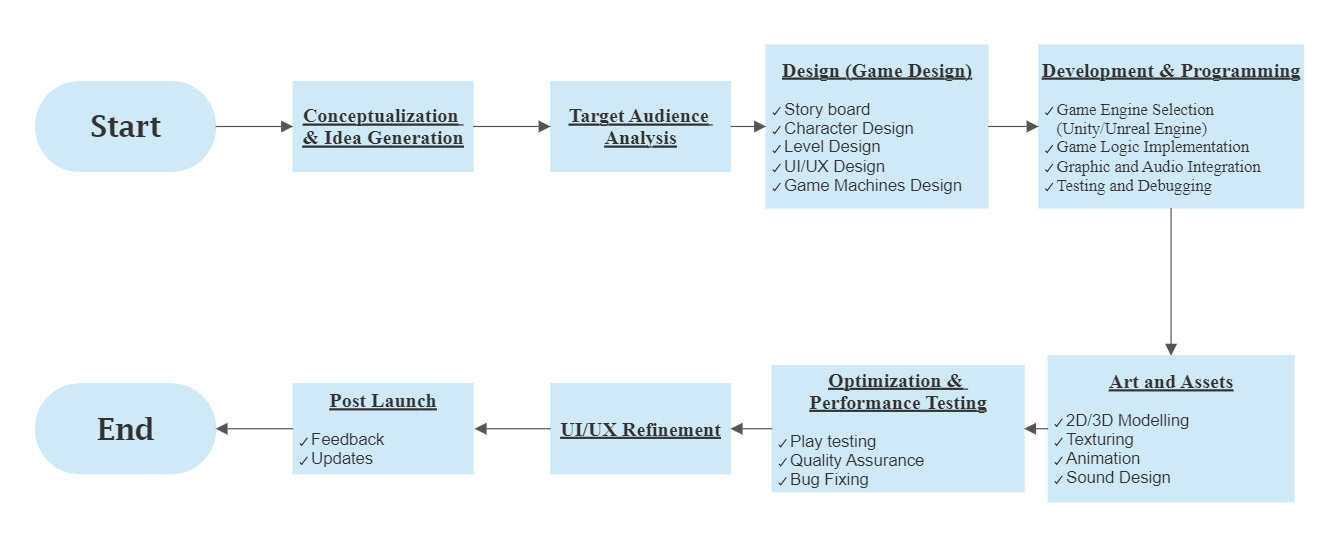 Start
Conceptualization
& Idea Generation
Target Audience
Analysis
Design (Game Design)
✓ Story board
✓ Character Design
✓ Level Design
✓ UI/UX Design
✓ Game Machines Design
Development & Programming
✓ Game Engine Selection
(Unity/Unreal Engine)
✓ Game Logic Implementation
✓ Graphic and Audio Integration
✓ Testing and Debugging
Art and Assets
✓ 2D/3D Modelling
✓ Texturing
✓ Animation
✓ Sound Design
Optimization &
Performance Testing
✓ Play testing
✓ Quality Assurance
✓ Bug Fixing
UI/UX Refinement
Post Launch
✓ Feedback
✓ Updates
End